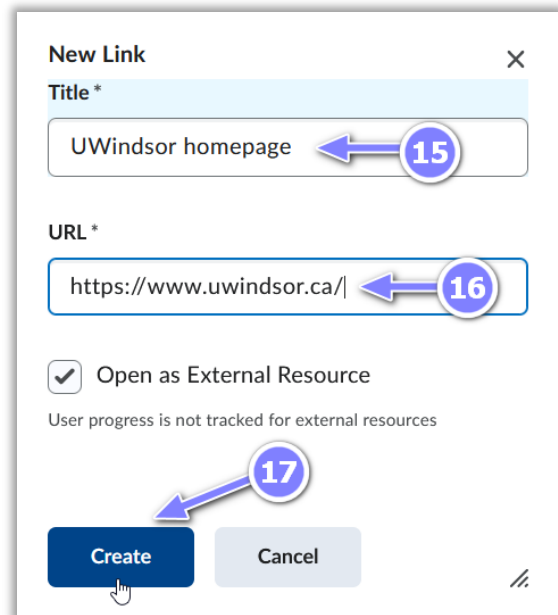 New Link
Title *
UWindsor homepage
15
URL *
https://www.uwindsor.ca/
16
Open as External Resource
User progress is not tracked for external resources
17
Create
Cancel